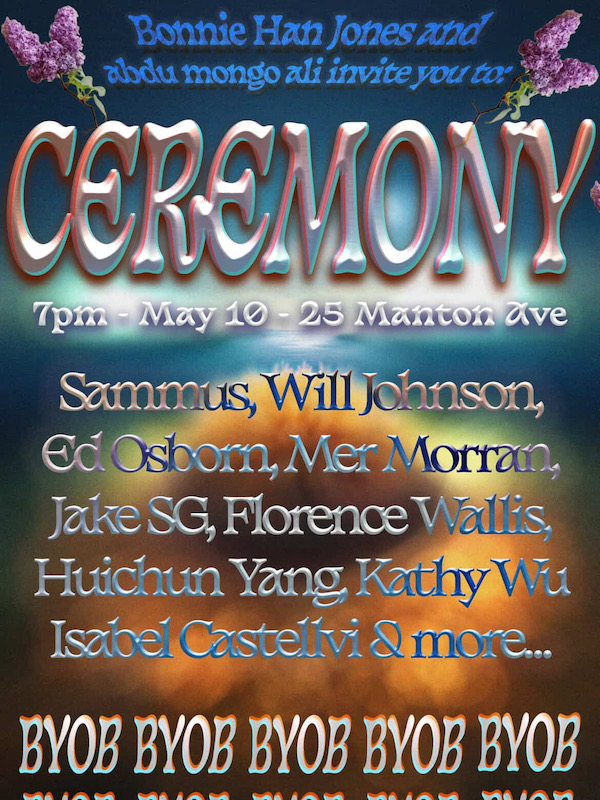 Bonnie Han Jones and
abdu mongo ali invite you to:
CEREMONY
7pm - May 10 - 25 Manton Ave
Sammus, Will Johnson,
Ed Osborn, Mer Morran,
Jake SG, Florence Wallis,
Huichun Yang, Kathy Wu
Isabel Castellvi & more...
BYOB BYOB BYOB BYOB BYOB